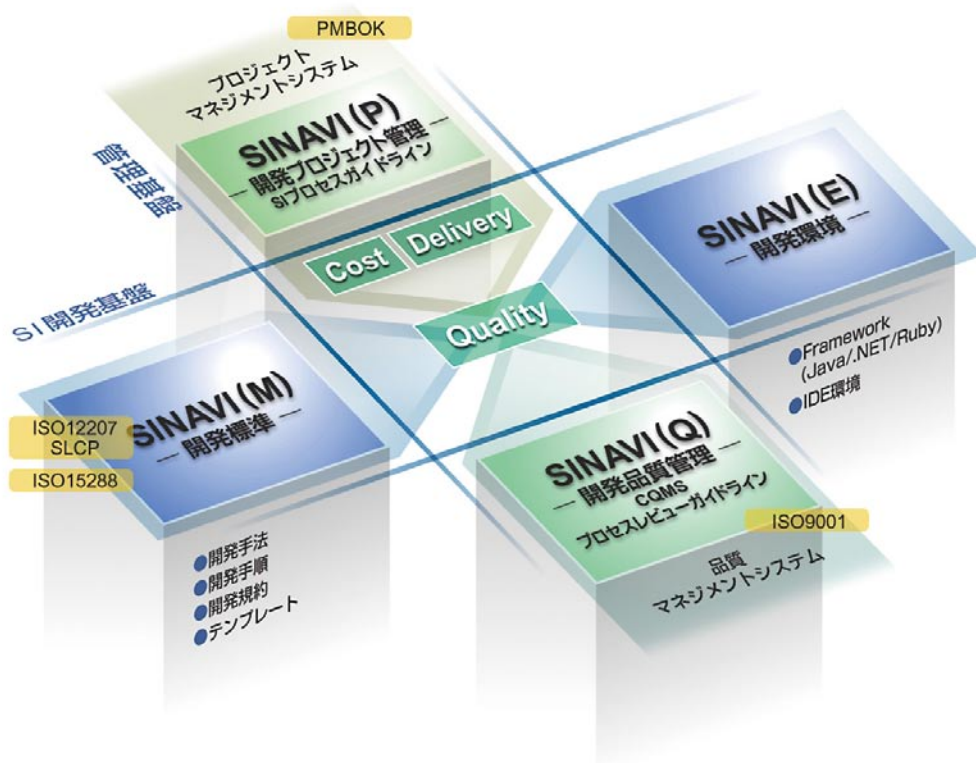 PMBOK
プロジェクト
マネジメントシステム
SINAVI(P)
― 開発プロジェクト管理 ―
SIプロセスガイドライン
管理基盤
SI開発基盤
Cost
Delivery
Quality
SINAVI(E)
― 開発環境 ―
●Framework
(Java/.NET/Ruby)
●IDE環境
SINAVI(M)
― 開発標準 ―
ISO12207
SLCP
ISO15288
●開発手法
●開発手順
●開発規約
●テンプレート
SINAVI(Q)
― 開発品質管理 ―
CQMS
プロセスレビューガイドライン
ISO9001
品質
マネジメントシステム